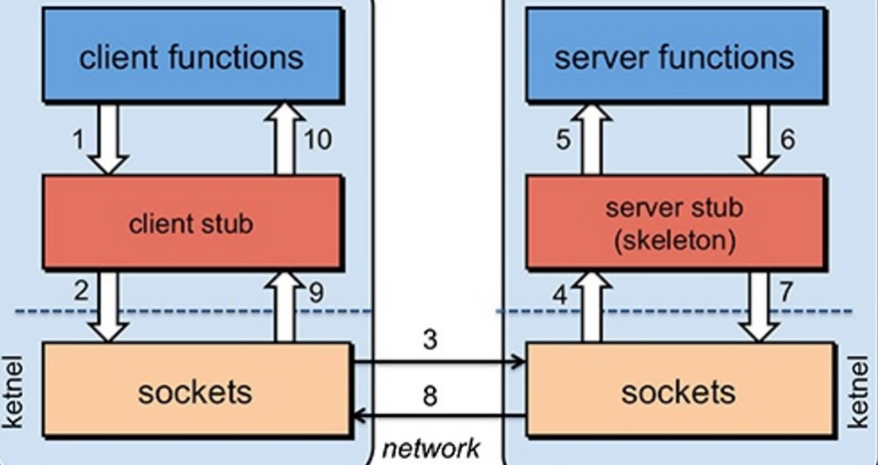 client functions
server functions
1
10
5
6
client stub
server stub
(skeleton)
2
9
4
7
ketnel
sockets
3
8
sockets
ketnel
network